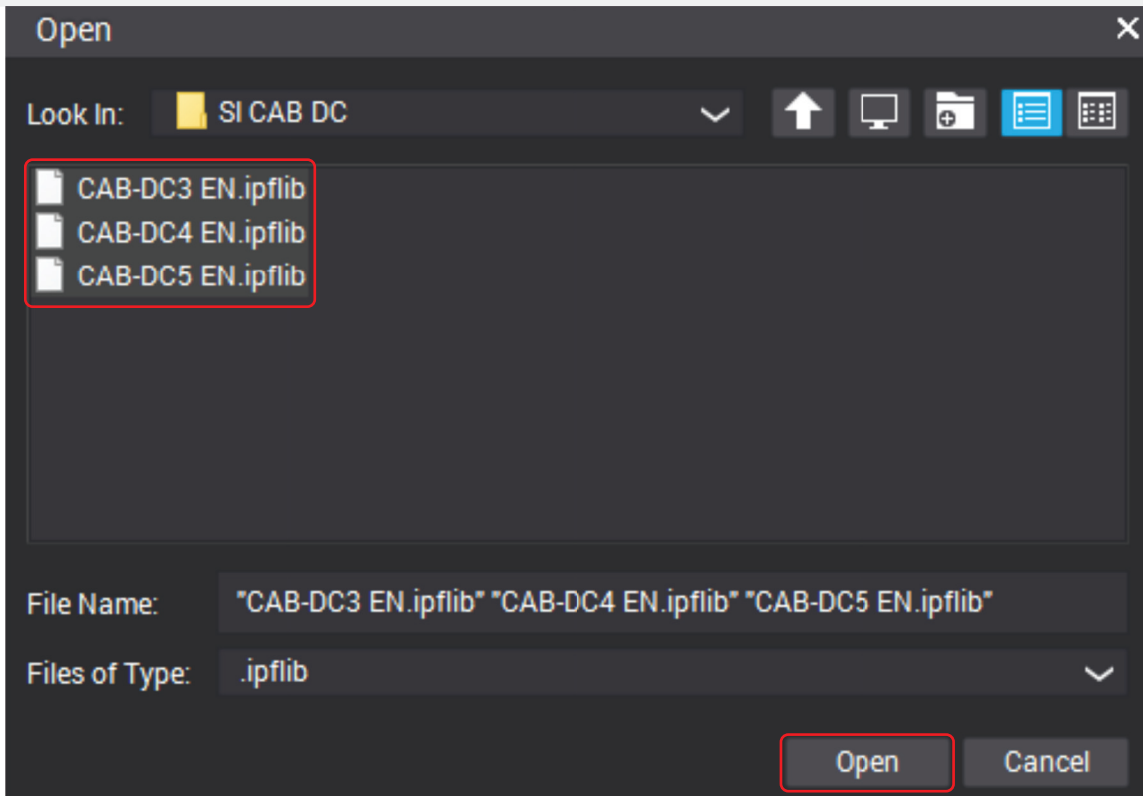 Open
Look In: SI CAB DC
CAB-DC3 EN.ipflib
CAB-DC4 EN.ipflib
CAB-DC5 EN.ipflib
File Name: "CAB-DC3 EN.ipflib" "CAB-DC4 EN.ipflib" "CAB-DC5 EN.ipflib"
Files of Type: .ipflib
Open Cancel